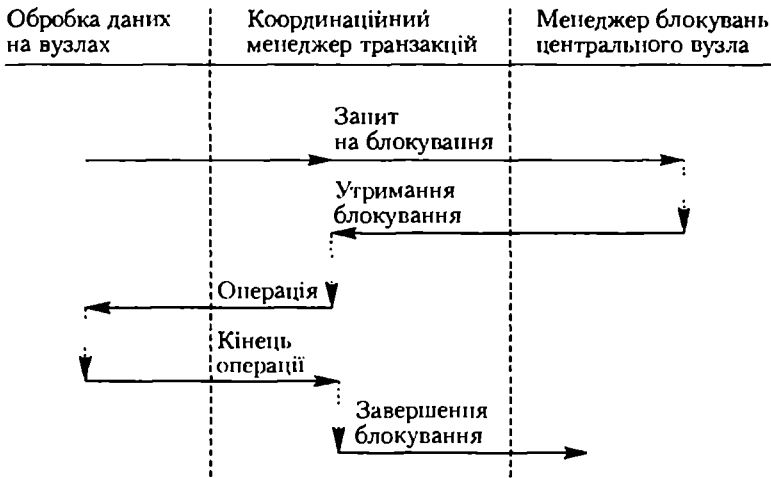 Обробка даних
на вузлах
Координаційний
менеджер транзакцій
Менеджер блокувань
центрального вузла
Запит
на блокування
Утримання
блокування
Операція
Кінець
операції
Завершення
блокування